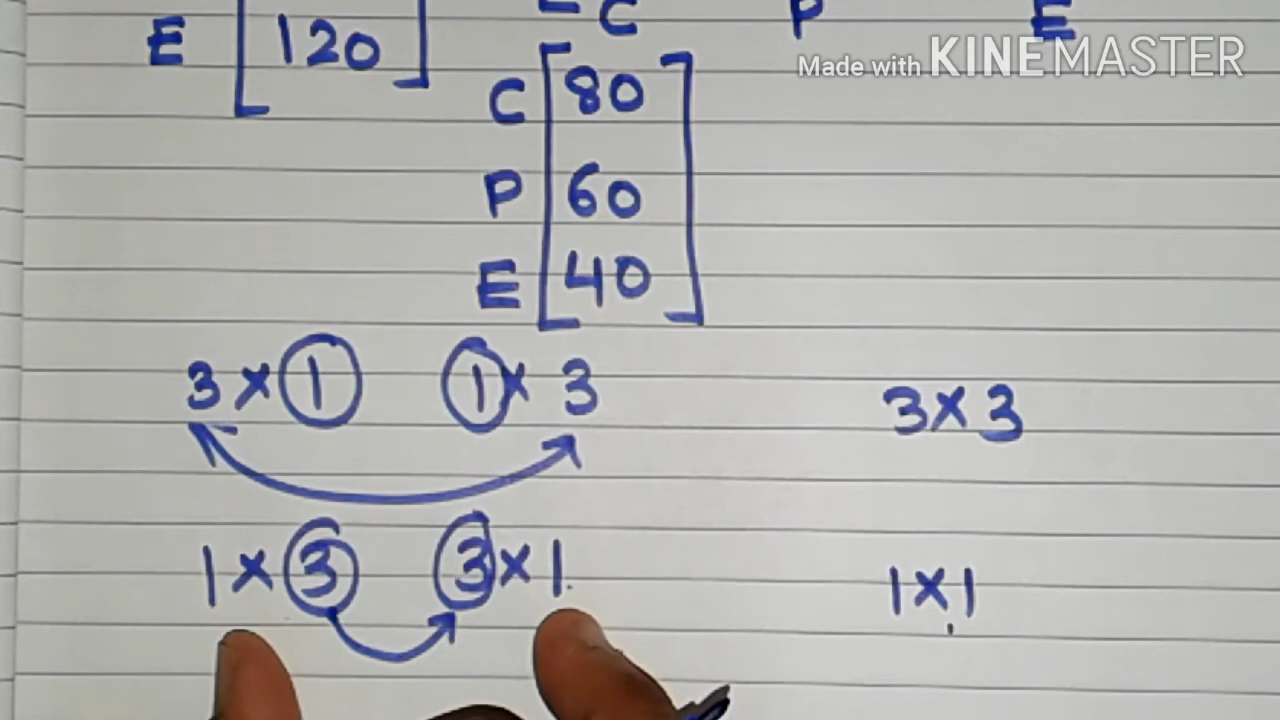 C P E
E [120]
Made with KINEMASTER
C [80]
P [60]
E [40]
3 × 1 1 × 3 3 × 3
1 × 3 3 × 1 1 × 1